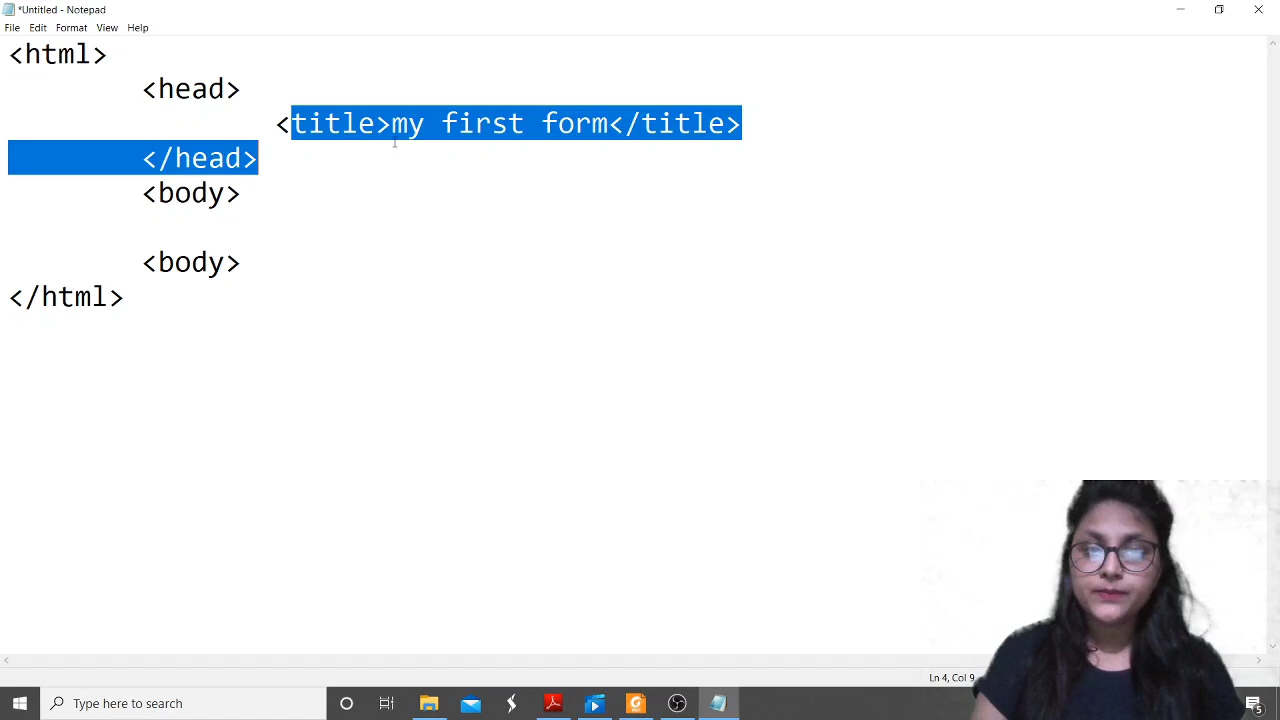 *Untitled - Notepad
File Edit Format View Help
<html>
<head>
<title>my first form</title>
</head>
<body>
<body>
</html>
Ln 4, Col 9
Type here to search
5